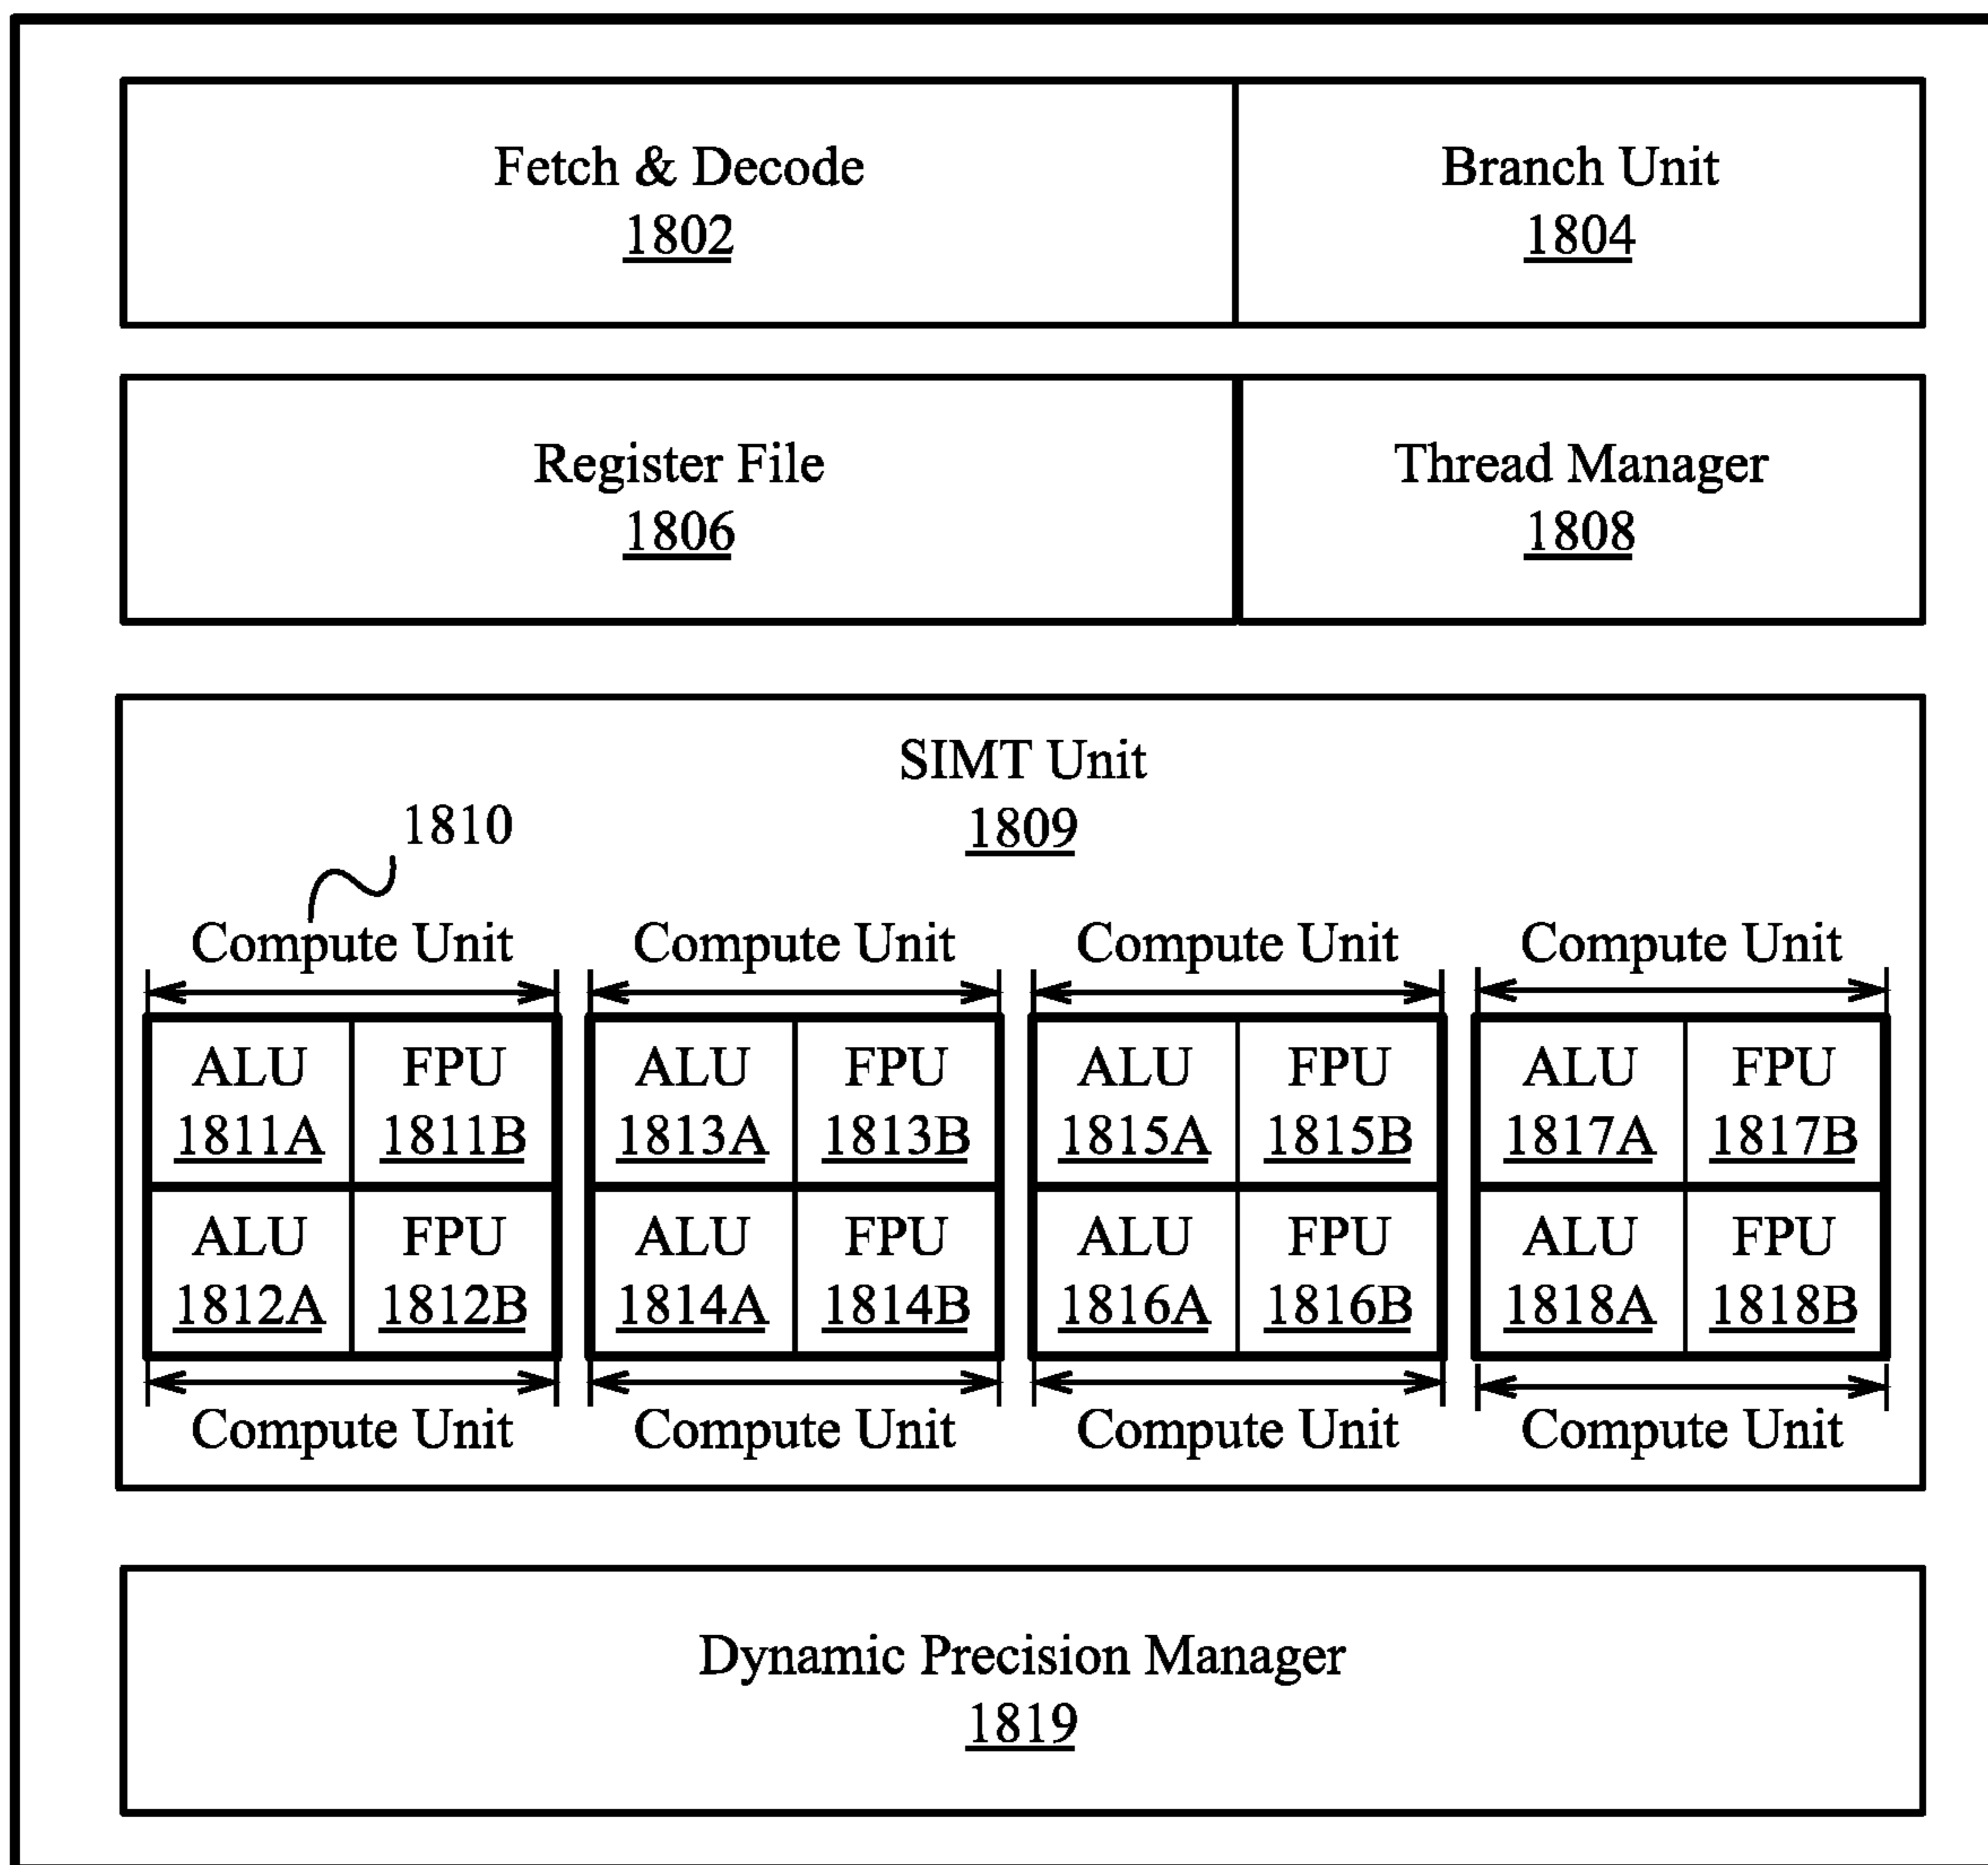 Fetch & Decode
1802
Branch Unit
1804
Register File
1806
Thread Manager
1808
SIMT Unit
1809
1810
Compute Unit
Compute Unit
Compute Unit
Compute Unit
ALU
1811A
FPU
1811B
ALU
1813A
FPU
1813B
ALU
1815A
FPU
1815B
ALU
1817A
FPU
1817B
ALU
1812A
FPU
1812B
ALU
1814A
FPU
1814B
ALU
1816A
FPU
1816B
ALU
1818A
FPU
1818B
Compute Unit
Compute Unit
Compute Unit
Compute Unit
Dynamic Precision Manager
1819